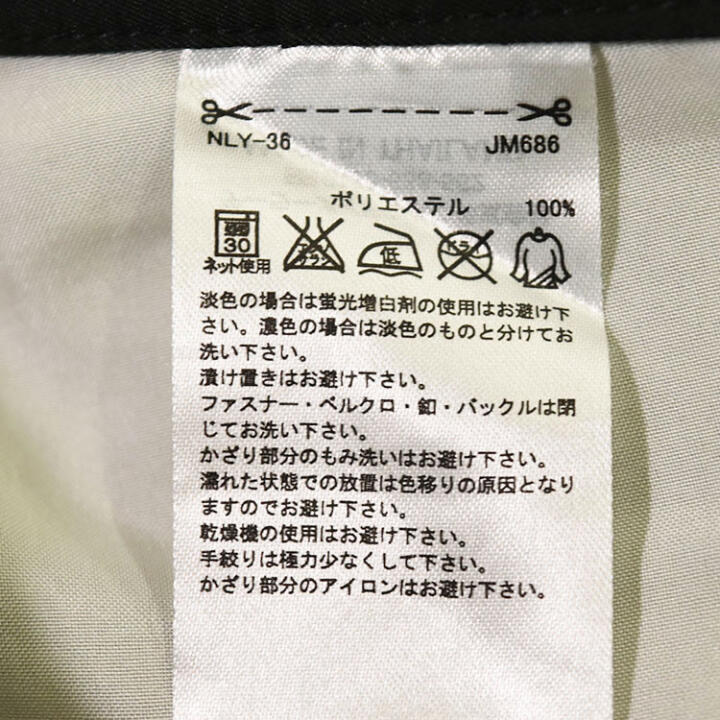 NLY-36 JM686
ポリエステル 100%
30 低 ドライ
ネット使用
淡色の場合は蛍光増白剤の使用はお避け下
さい。濃色の場合は淡色のものと分けてお
洗い下さい。
漬け置きはお避け下さい。
ファスナー・ベルクロ・釦・バックルは閉
じてお洗い下さい。
かざり部分のもみ洗いはお避け下さい。
濡れた状態での放置は色移りの原因となり
ますのでお避け下さい。
乾燥機の使用はお避け下さい。
手絞りは極力少なくして下さい。
かざり部分のアイロンはお避け下さい。